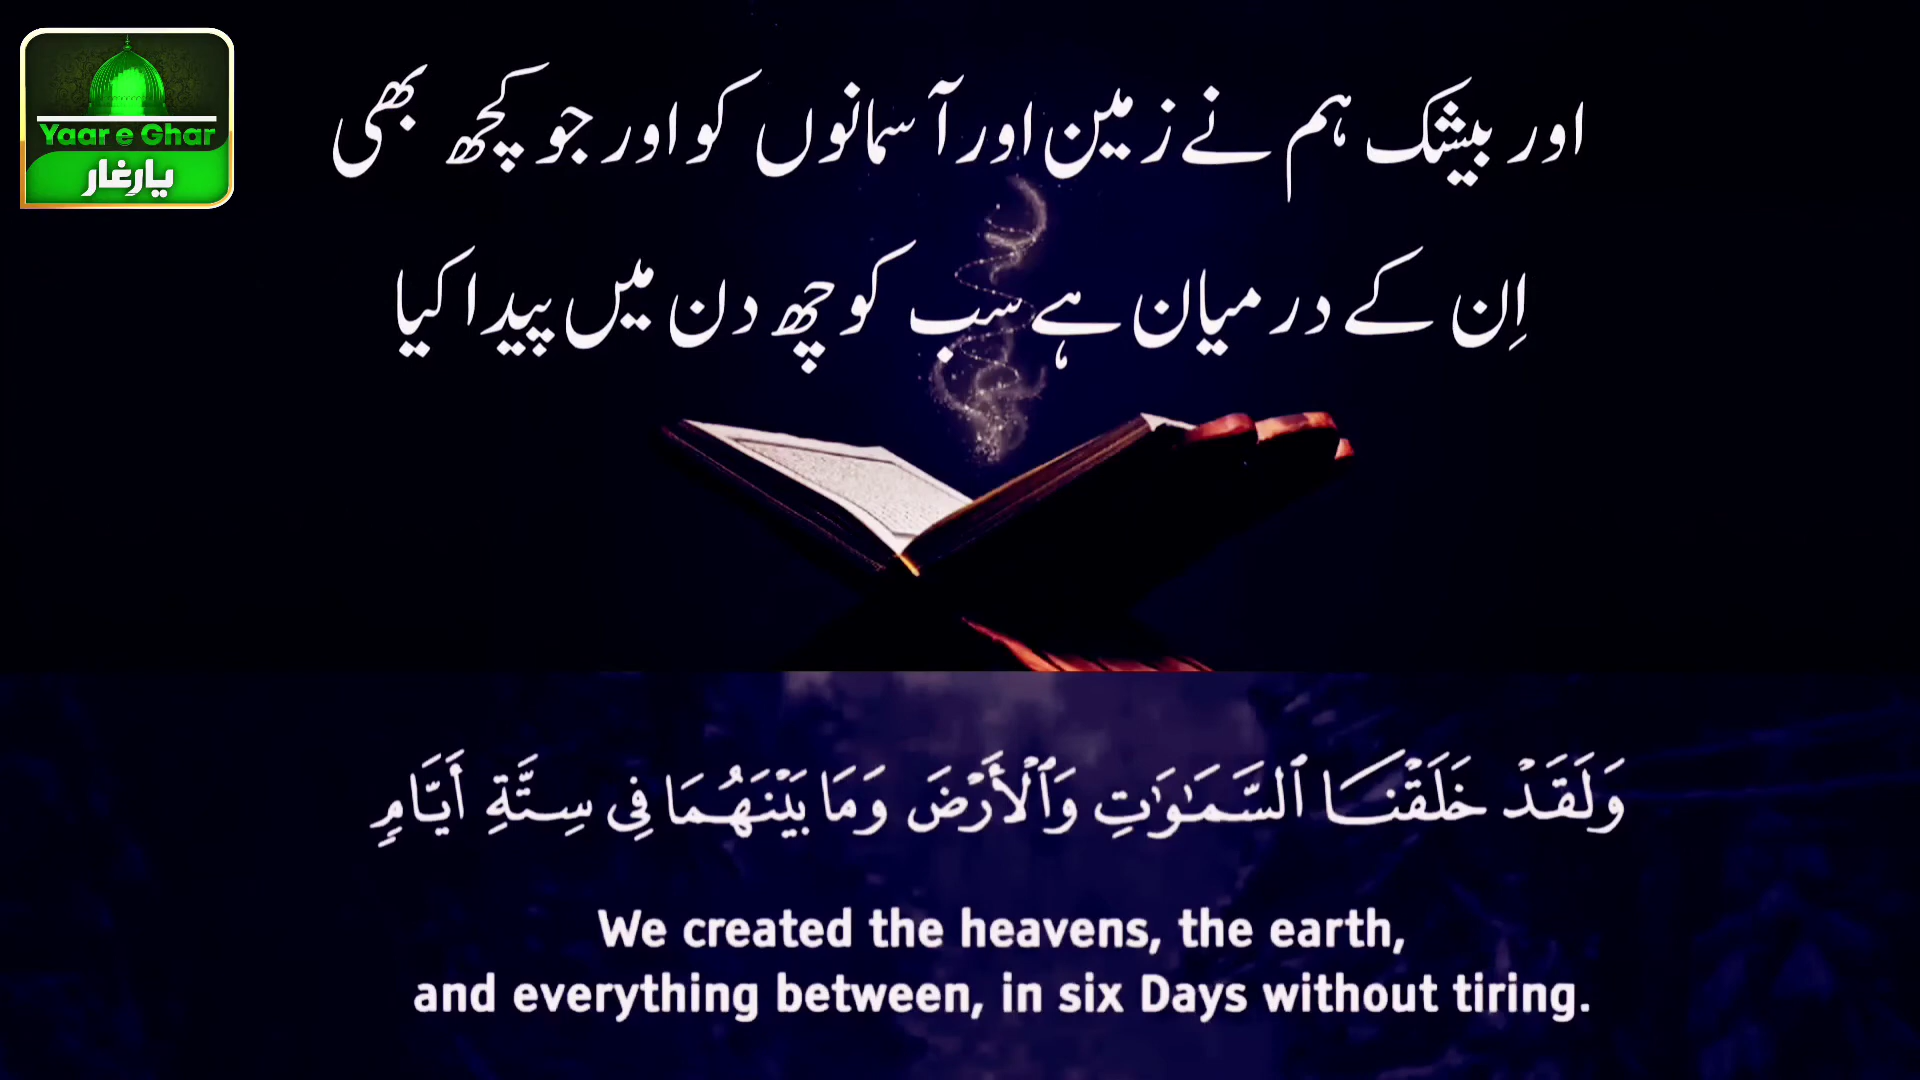 Yaar e Ghar
یارِغار
اور بیشک ہم نے زمین اور آسمانوں کو اور جو کچھ بھی
اِن کے درمیان ہے سب کو چھ دن میں پیدا کیا
وَلَقَدْ خَلَقْنَا ٱلسَّمَـٰوَٰتِ وَٱلْأَرْضَ وَمَا بَيْنَهُمَا فِى سِتَّةِ أَيَّامٍ
We created the heavens, the earth,
and everything between, in six Days without tiring.